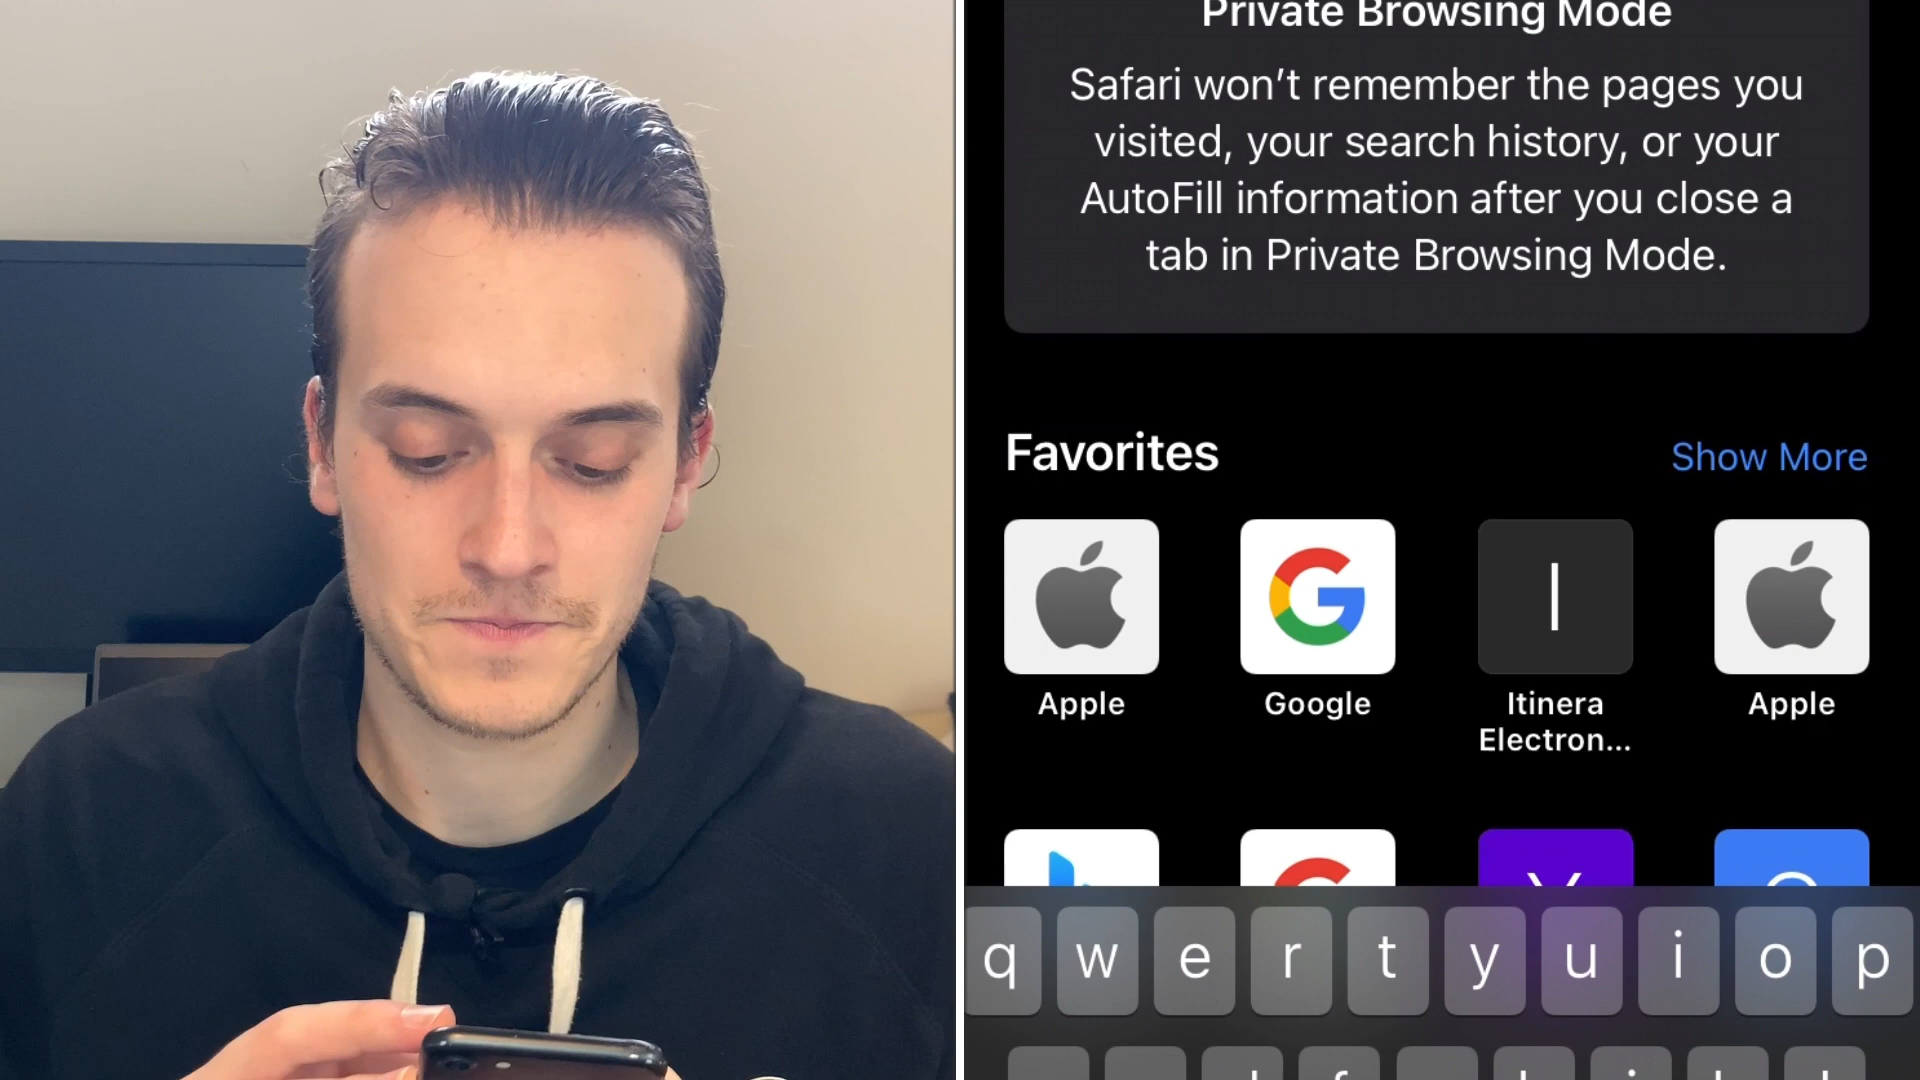 Private Browsing Mode
Safari won’t remember the pages you
visited, your search history, or your
AutoFill information after you close a
tab in Private Browsing Mode.
Favorites
Show More
I
Apple
Google
Itinera
Electron...
Apple
q w e r t y u i o p